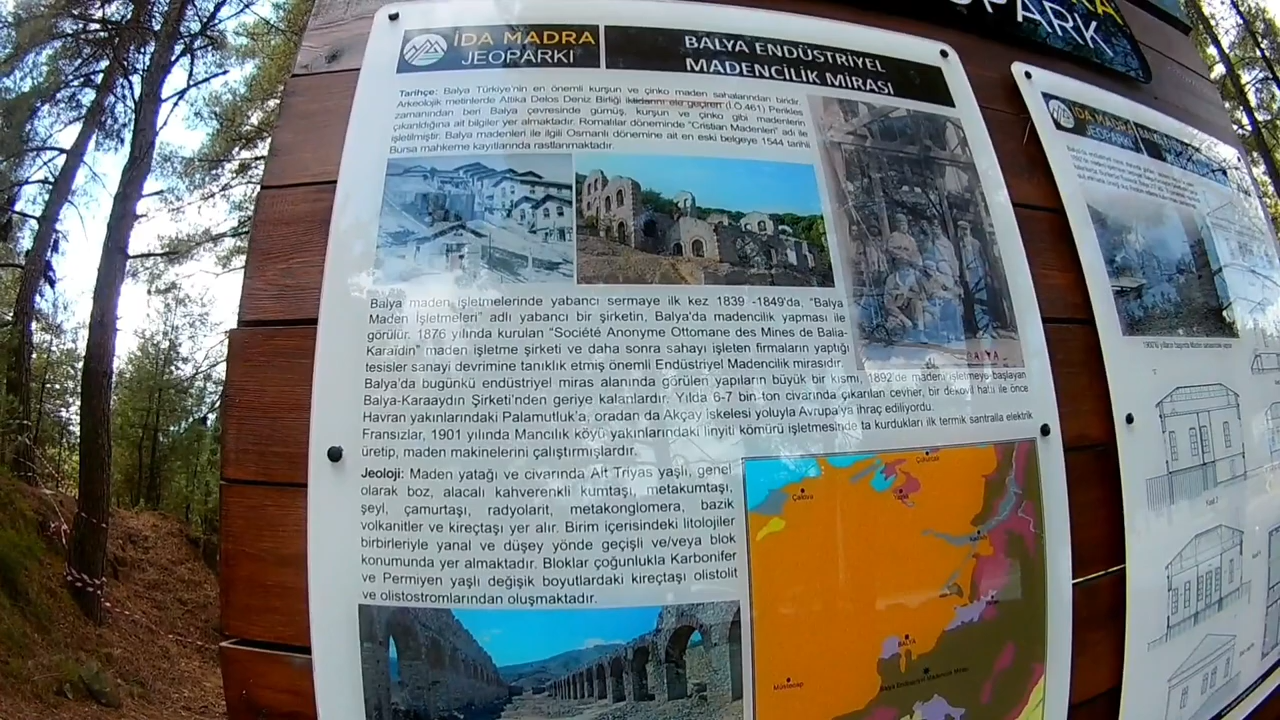 İDA MADRA
JEOPARKI
BALYA ENDÜSTRİYEL
MADENCİLİK MİRASI
Tarihçe: Balya Türkiye'nin en önemli kurşun ve çinko maden sahalarından biridir.
Arkeolojik metinlerde Attika Delos Deniz Birliği iktidarını ele geçiren (İ.Ö.461) Perikles
zamanından beri Balya çevresinde gümüş, kurşun ve çinko gibi madenlerin
çıkarıldığına ait bilgiler yer almaktadır. Romalılar döneminde "Cristian Madenleri" adı ile
işletilmiştir. Balya madenleri ile ilgili Osmanlı dönemine ait en eski belgeye 1544 tarihli
Bursa mahkeme kayıtlarında rastlanmaktadır.
Balya maden işletmelerinde yabancı sermaye ilk kez 1839 -1849'da, "Balya
Maden İşletmeleri" adlı yabancı bir şirketin, Balya'da madencilik yapması ile
görülür. 1876 yılında kurulan "Société Anonyme Ottomane des Mines de Balia-
Karaïdin" maden işletme şirketi ve daha sonra sahayı işleten firmaların yaptığı
tesisler sanayi devrimine tanıklık etmiş önemli Endüstriyel Madencilik mirasıdır.
Balya'da bugünkü endüstriyel miras alanında görülen yapıların büyük bir kısmı, 1892'de madeni işletmeye başlayan
Balya-Karaaydın Şirketi'nden geriye kalanlardır. Yılda 6-7 bin ton civarında çıkarılan cevher, bir dekovil hattı ile önce
Havran yakınlarındaki Palamutluk'a, oradan da Akçay İskelesi yoluyla Avrupa'ya ihraç ediliyordu.
Fransızlar, 1901 yılında Mancılık köyü yakınlarındaki linyiti kömürü işletmesinde ta kurdukları ilk termik santralla elektrik
üretip, maden makinelerini çalıştırmışlardır.
Jeoloji: Maden yatağı ve civarında Alt Triyas yaşlı, genel
olarak boz, alacalı kahverenkli kumtaşı, metakumtaşı,
şeyl, çamurtaşı, radyolarit, metakonglomera, bazik
volkanitler ve kireçtaşı yer alır. Birim içerisindeki litolojiler
birbirleriyle yanal ve düşey yönde geçişli ve/veya blok
konumunda yer almaktadır. Bloklar çoğunlukla Karbonifer
ve Permiyen yaşlı değişik boyutlardaki kireçtaşı olistolit
ve olistostromlarından oluşmaktadır.
BALYA
BALYA
Balya Endüstriyel Madencilik Mirası
İDA MADRA
JEOPARKI